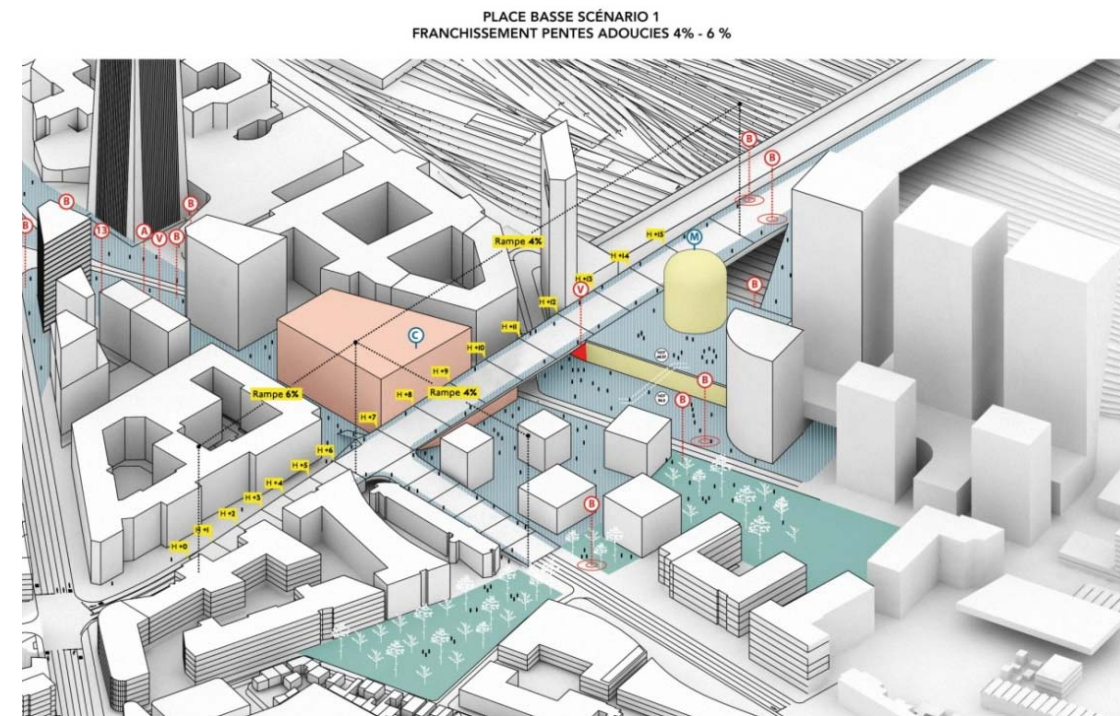 PLACE BASSE SCÉNARIO 1
FRANCHISSEMENT PENTES ADOUCIES 4% - 6 %
B
B
H +15
M
B
B
13
A
V
B
Rampe 4%
H +14
H +13
V
B
H +12
H +11
C
H +10
H +9
B
Rampe 6%
H +8
Rampe 4%
B
H +7
H +6
H +5
H +4
H +3
H +2
B
H +1
H +0